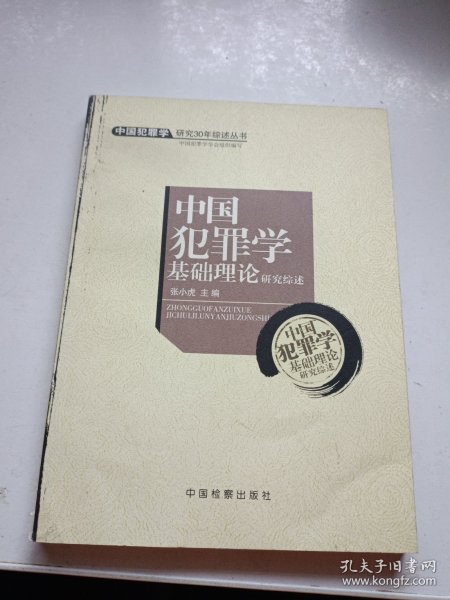 中国犯罪学 研究30年综述丛书
中国犯罪学学会组织编写
中国
犯罪学
基础理论 研究综述
张小虎 主编
ZHONGGUOFANZUIXUE
JICHULILUNYANJIUZONGSHU
中国
犯罪学
基础理论
研究综述
中国检察出版社
孔夫子旧书网
www.kongfz.com